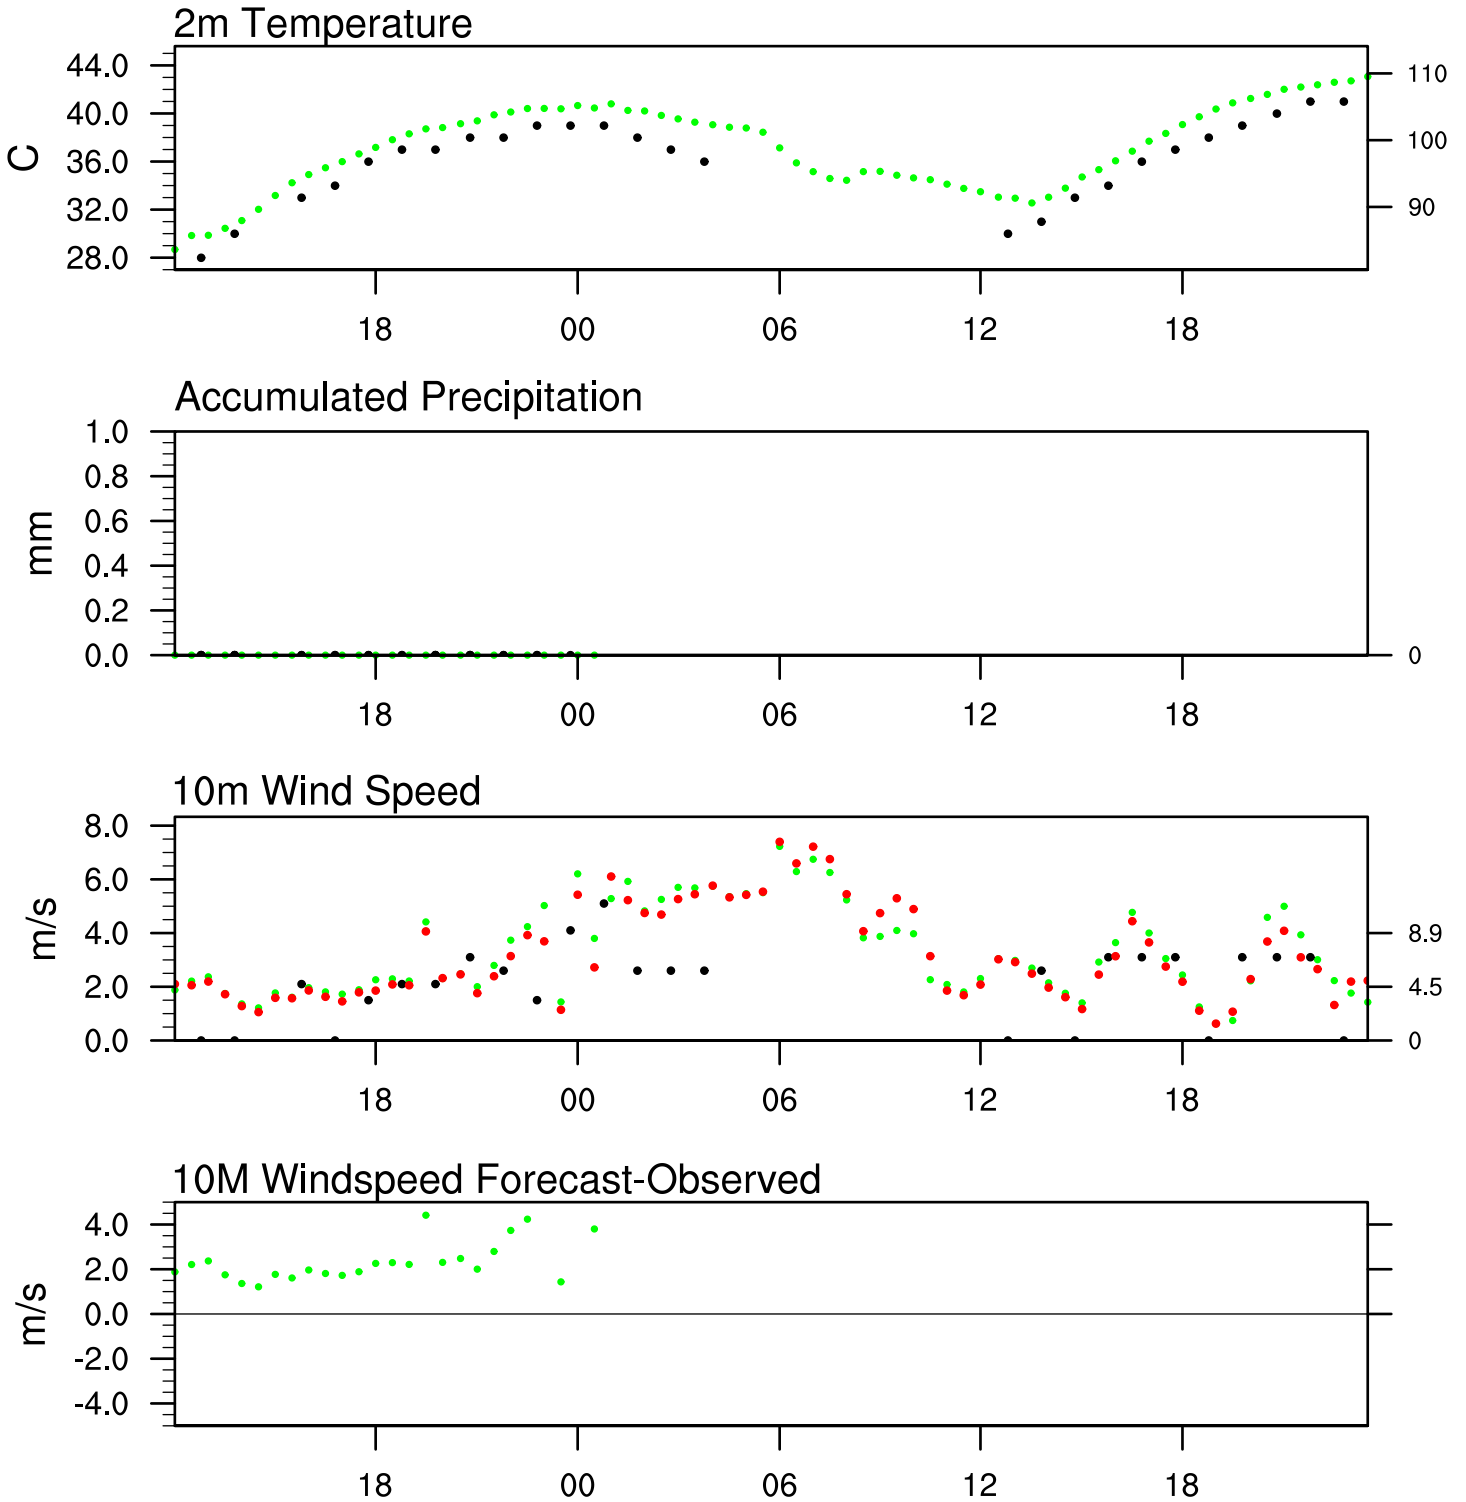 2m Temperature
44.0
110
40.0
100
C
36.0
32.0
90
28.0
18 00 06 12 18
Accumulated Precipitation
1.0
0.8
0.6
mm
0.4
0.2
0.0
0
18 00 06 12 18
10m Wind Speed
8.0
6.0
m/s
4.0
8.9
2.0
4.5
0.0
0
18 00 06 12 18
10M Windspeed Forecast-Observed
4.0
2.0
m/s
0.0
-2.0
-4.0
18 00 06 12 18